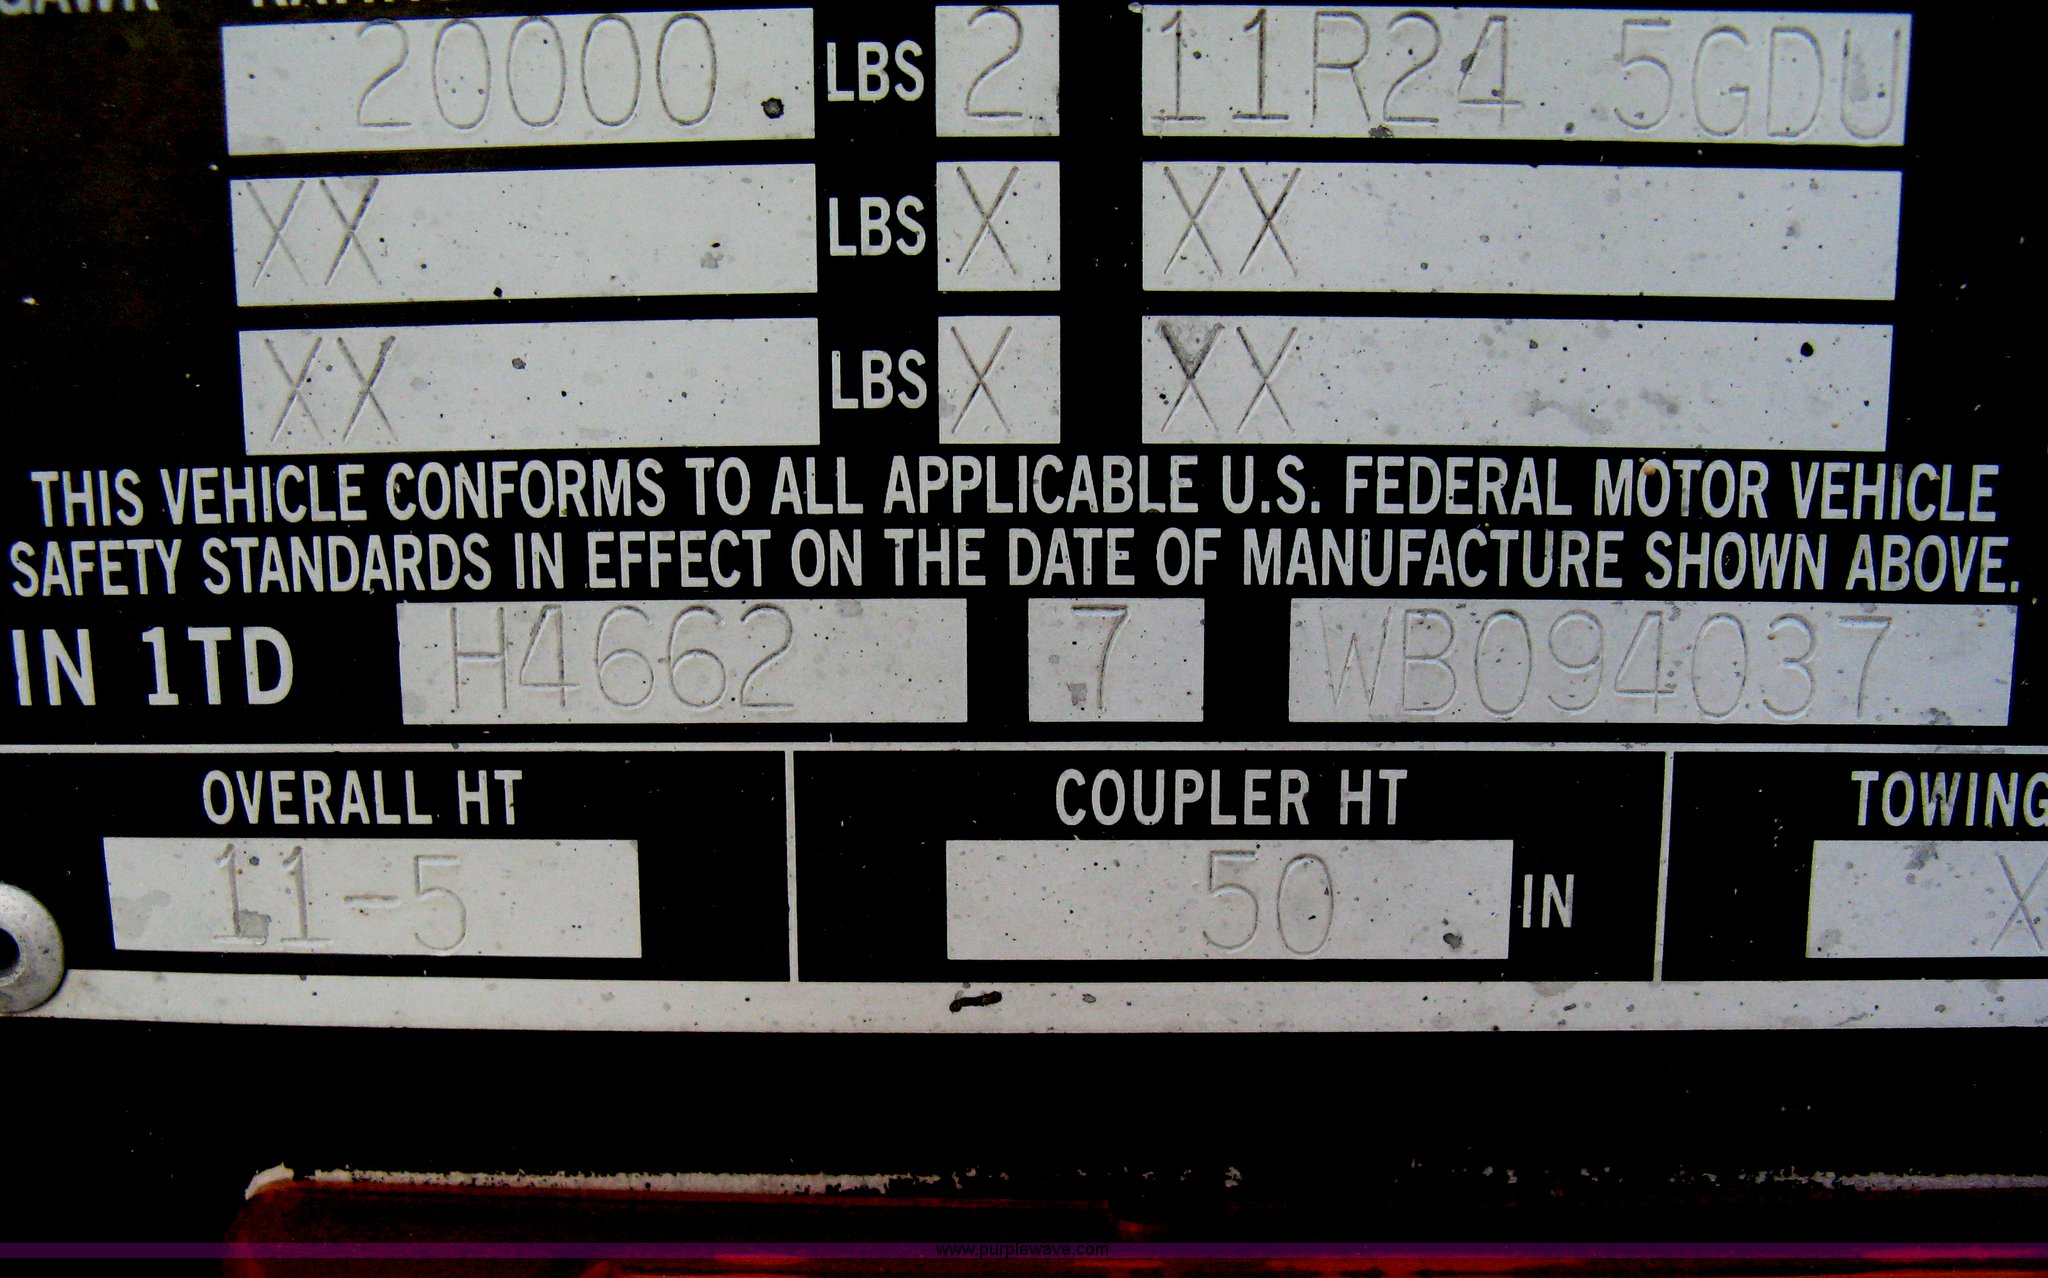 20000 LBS 2 11R24 5GDU
XX LBS X XX
XX LBS X XX
THIS VEHICLE CONFORMS TO ALL APPLICABLE U.S. FEDERAL MOTOR VEHICLE
SAFETY STANDARDS IN EFFECT ON THE DATE OF MANUFACTURE SHOWN ABOVE.
IN 1TD H4662 7 WB094037
OVERALL HT COUPLER HT TOWING
11-5 50 IN X
www.purplewave.com